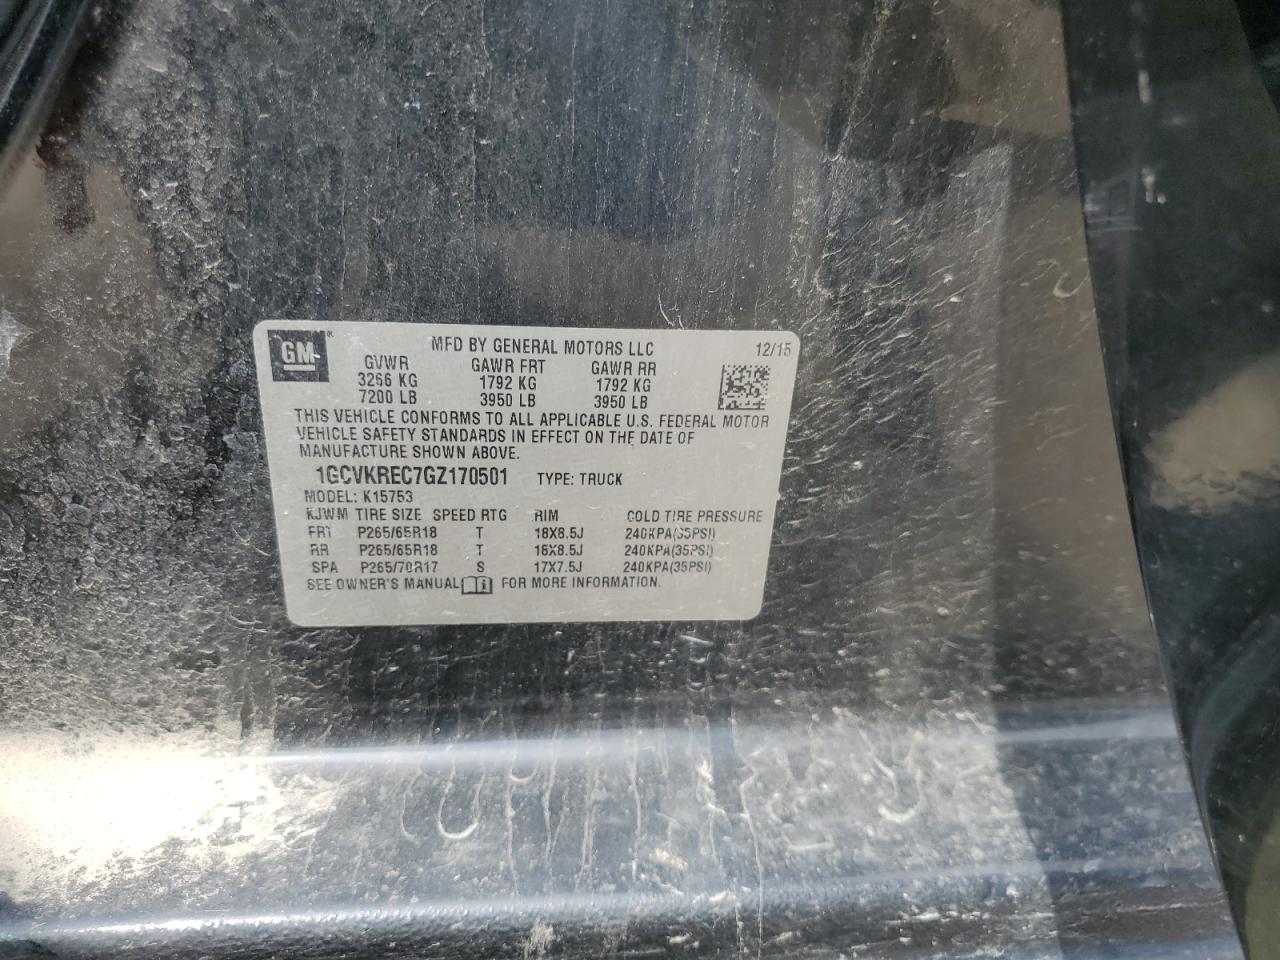 GM
MFD BY GENERAL MOTORS LLC 12/15
GVWR GAWR FRT GAWR RR
3266 KG 1792 KG 1792 KG
7200 LB 3950 LB 3950 LB
THIS VEHICLE CONFORMS TO ALL APPLICABLE U.S. FEDERAL MOTOR
VEHICLE SAFETY STANDARDS IN EFFECT ON THE DATE OF
MANUFACTURE SHOWN ABOVE.
1GCVKREC7GZ170501 TYPE: TRUCK
MODEL: K15753
KJWM TIRE SIZE SPEED RTG RIM COLD TIRE PRESSURE
FRT P265/65R18 T 18X8.5J 240KPA(35PSI)
RR P265/65R18 T 18X8.5J 240KPA(35PSI)
SPA P265/70R17 S 17X7.5J 240KPA(35PSI)
SEE OWNER'S MANUAL FOR MORE INFORMATION.